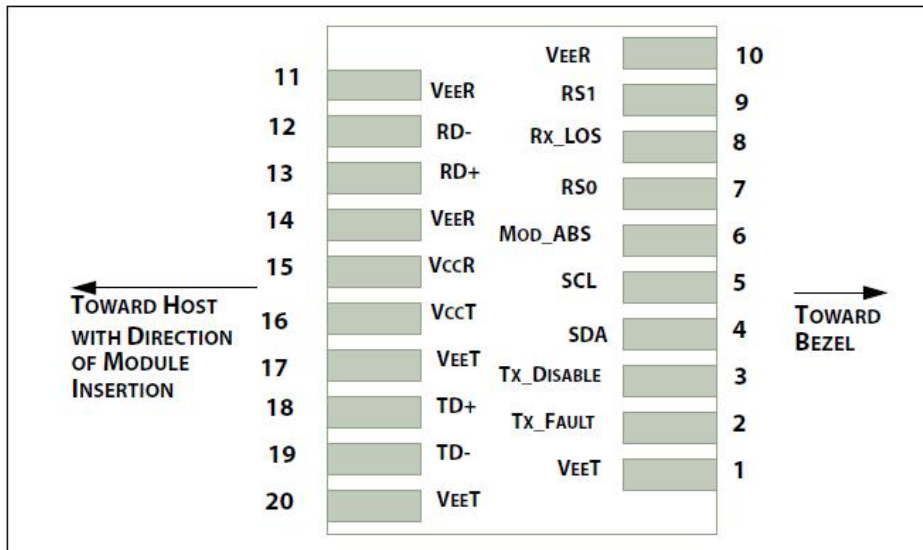 11 VEER
12 RD-
13 RD+
14 VEER
15 VCCR
16 VCCT
17 VEET
18 TD+
19 TD-
20 VEET
VEER 10
RS1 9
RX_LOS 8
RS0 7
MOD_ABS 6
SCL 5
SDA 4
TX_DISABLE 3
TX_FAULT 2
VEET 1
TOWARD HOST
WITH DIRECTION
OF MODULE
INSERTION
TOWARD
BEZEL